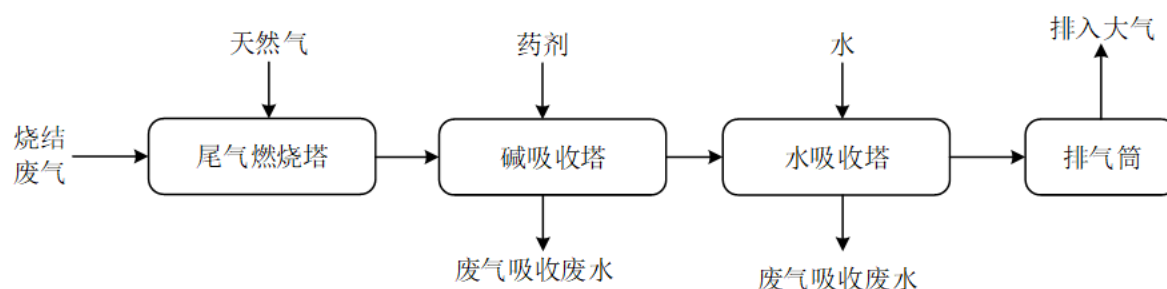 天然气
药剂
水
排入大气
烧结
废气
尾气燃烧塔
碱吸收塔
水吸收塔
排气筒
废气吸收废水
废气吸收废水